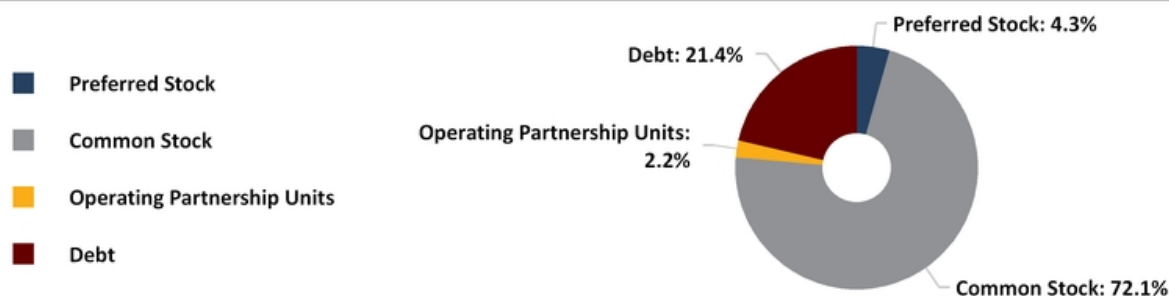 Preferred Stock
Common Stock
Operating Partnership Units
Debt
Preferred Stock: 4.3%
Debt: 21.4%
Operating Partnership Units:
2.2%
Common Stock: 72.1%